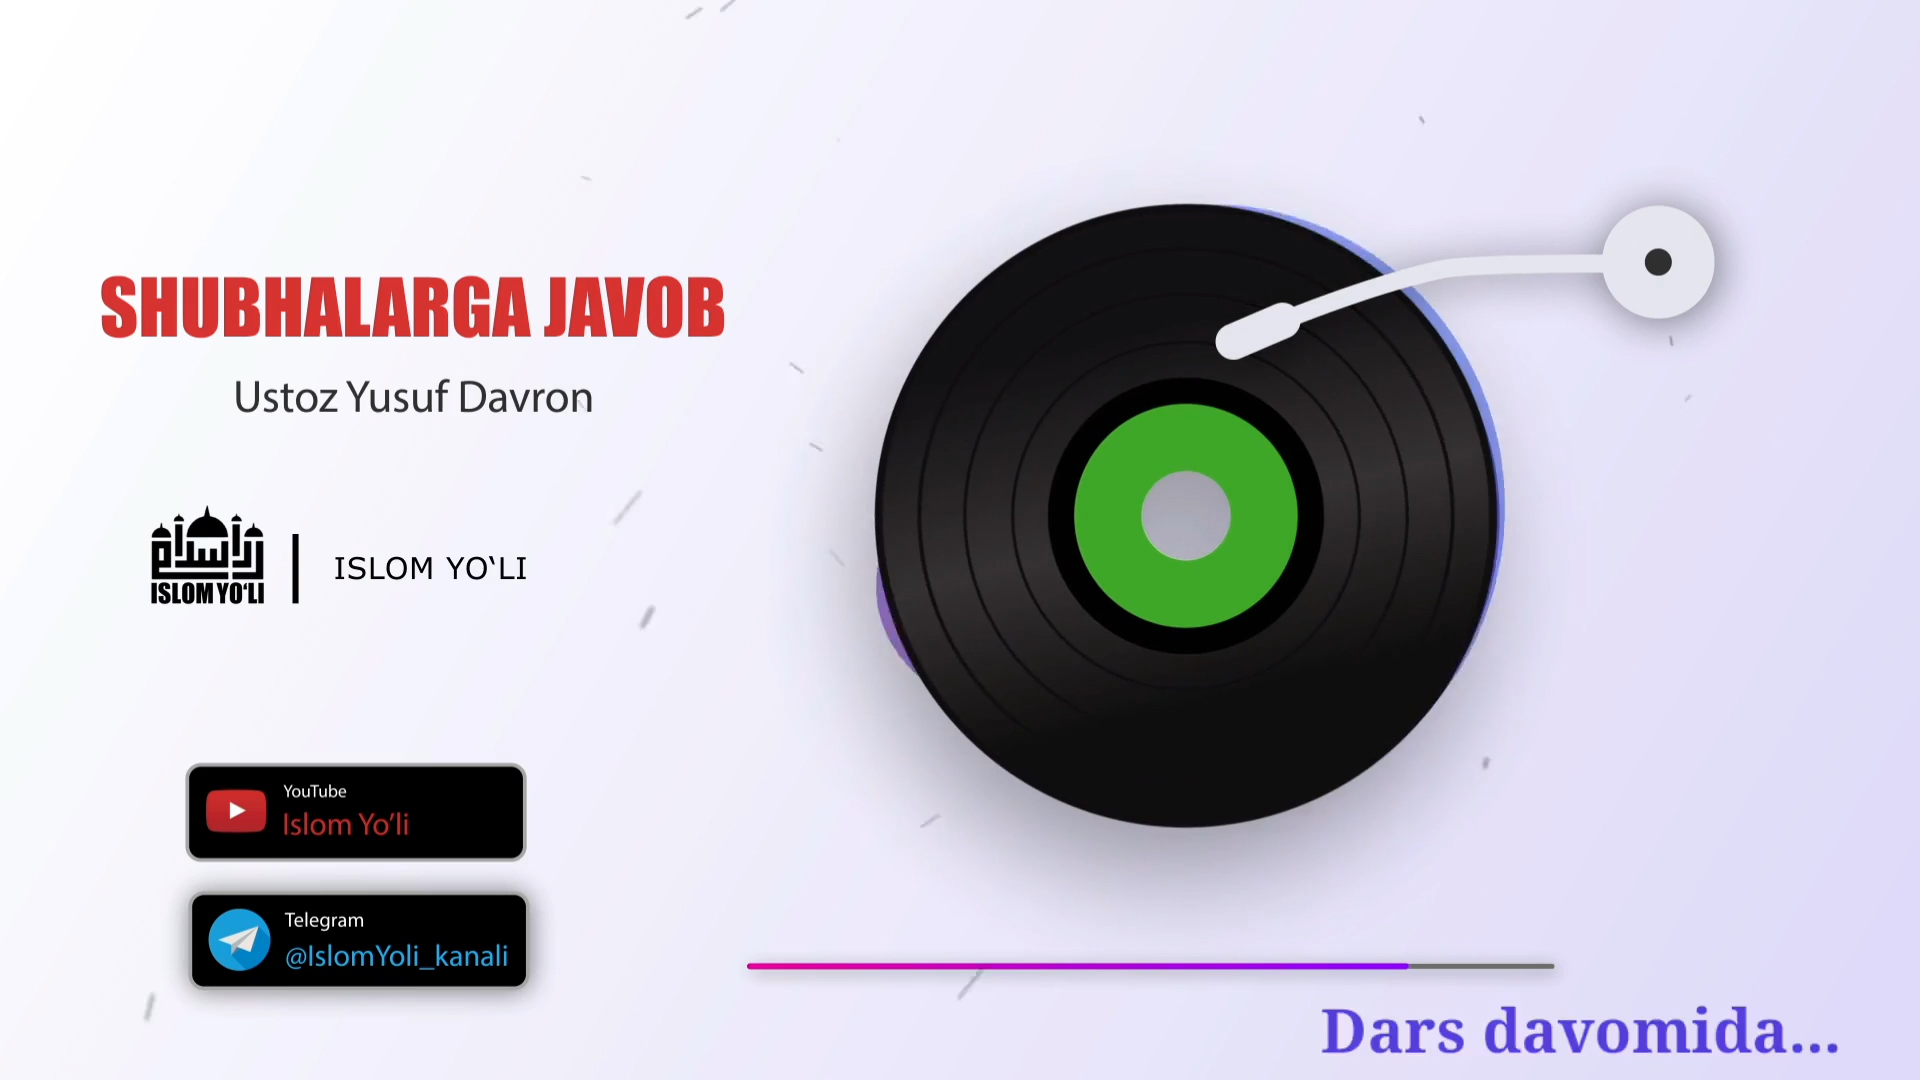 SHUBHALARGA JAVOB
Ustoz Yusuf Davron
ISLOM YO‘LI
ISLOM YO‘LI
YouTube
Islom Yo’li
Telegram
@IslomYoli_kanali
Dars davomida...